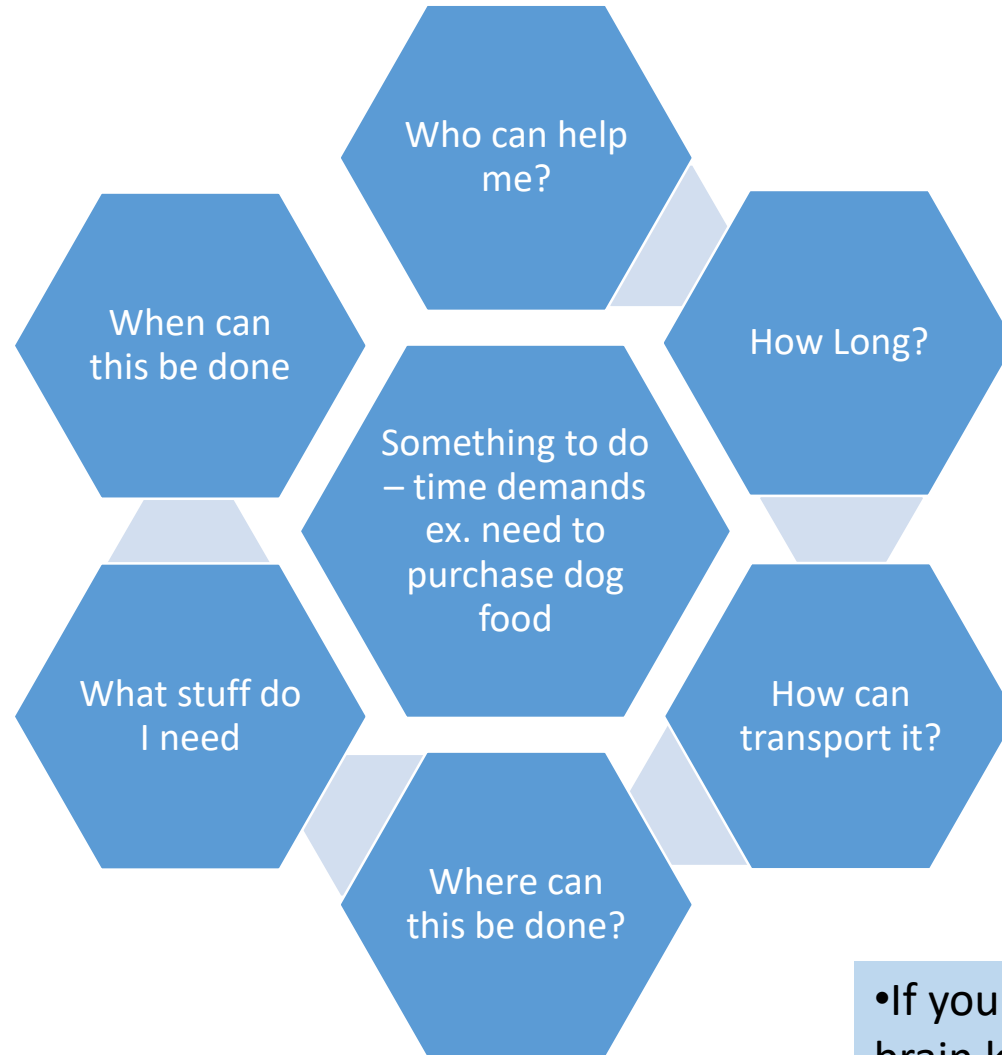 Who can help
me?
How Long?
When can
this be done
Something to do
– time demands
ex. need to
purchase dog
food
What stuff do
I need
How can
transport it?
Where can
this be done?
•If you
brain